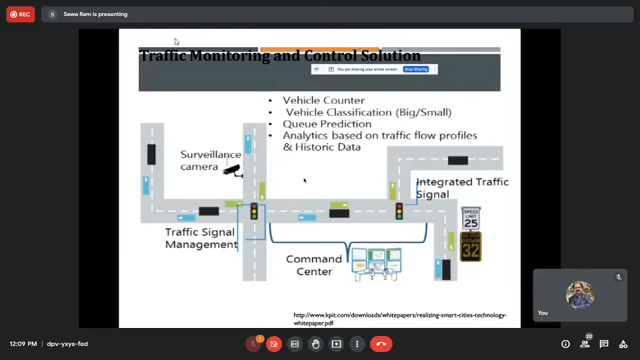 REC
S
Sewa Ram is presenting
Traffic Monitoring and Control Solution
You are sharing your entire screen.
Stop Sharing
• Vehicle Counter
• Vehicle Classification (Big/Small)
• Queue Prediction
• Analytics based on traffic flow profiles
& Historic Data
Surveillance
camera
Integrated Traffic
Signal
SPEED
LIMIT
25
SLOW
DOWN
32
Traffic Signal
Management
Command
Center
http://www.kpit.com/downloads/whitepapers/realizing-smart-cities-technology-
whitepaper.pdf
You
12:09 PM
dpv-yxys-fed